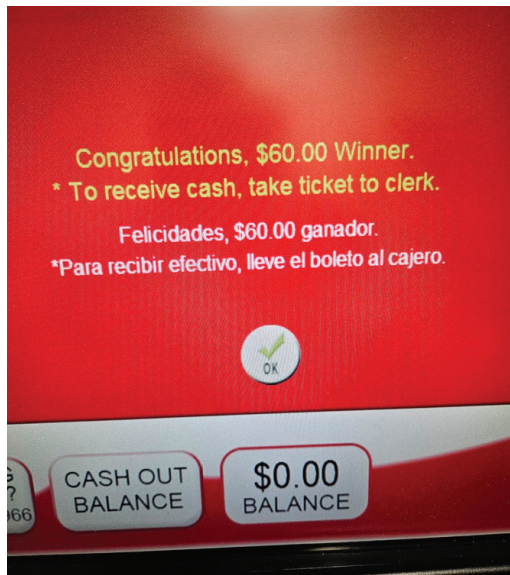 Congratulations, $60.00 Winner.
* To receive cash, take ticket to clerk.
Felicidades, $60.00 ganador.
*Para recibir efectivo, lleve el boleto al cajero.
OK
?
966
CASH OUT
BALANCE
$0.00
BALANCE